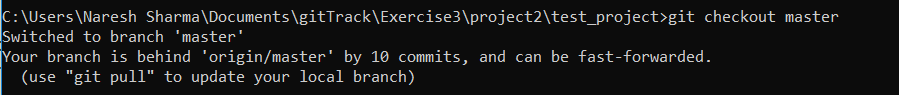 C:\Users\Naresh Sharma\Documents\gitTrack\Exercise3\project2\test_project>git checkout master
Switched to branch 'master'
Your branch is behind 'origin/master' by 10 commits, and can be fast-forwarded.
  (use "git pull" to update your local branch)